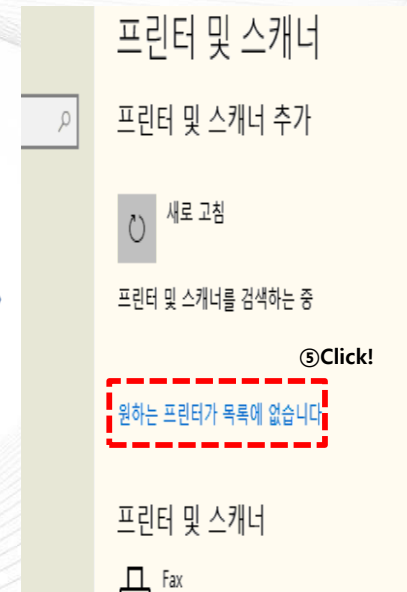 프린터 및 스캐너
프린터 및 스캐너 추가
새로 고침
프린터 및 스캐너를 검색하는 중
⑤Click!
원하는 프린터가 목록에 없습니다
프린터 및 스캐너
Fax